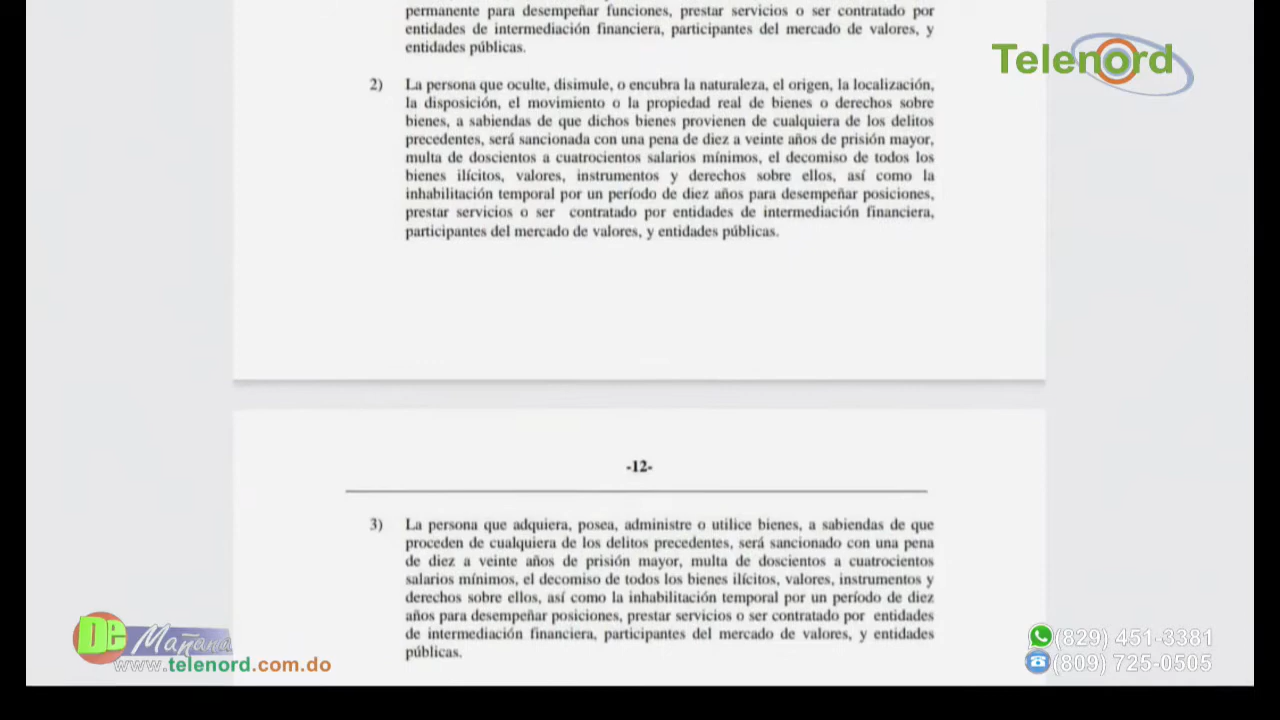 permanente para desempeñar funciones, prestar servicios o ser contratado por
entidades de intermediación financiera, participantes del mercado de valores, y
entidades públicas.
Telenord
2) La persona que oculte, disimule, o encubra la naturaleza, el origen, la localización,
la disposición, el movimiento o la propiedad real de bienes o derechos sobre
bienes, a sabiendas de que dichos bienes provienen de cualquiera de los delitos
precedentes, será sancionada con una pena de diez a veinte años de prisión mayor,
multa de doscientos a cuatrocientos salarios mínimos, el decomiso de todos los
bienes ilícitos, valores, instrumentos y derechos sobre ellos, así como la
inhabilitación temporal por un período de diez años para desempeñar posiciones,
prestar servicios o ser contratado por entidades de intermediación financiera,
participantes del mercado de valores, y entidades públicas.
-12-
3) La persona que adquiera, posea, administre o utilice bienes, a sabiendas de que
proceden de cualquiera de los delitos precedentes, será sancionado con una pena
de diez a veinte años de prisión mayor, multa de doscientos a cuatrocientos
salarios mínimos, el decomiso de todos los bienes ilícitos, valores, instrumentos y
derechos sobre ellos, así como la inhabilitación temporal por un período de diez
años para desempeñar posiciones, prestar servicios o ser contratado por entidades
de intermediación financiera, participantes del mercado de valores, y entidades
públicas.
De Mañana
www.telenord.com.do
(829) 451-3381
(809) 725-0505